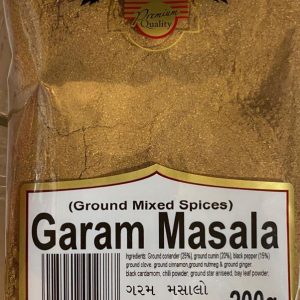 Premium
Quality
(Ground Mixed Spices)
Garam Masala
Ingredients: Ground coriander (25%), ground cumin (20%), black pepper (15%)
ground clove, ground cinnamon, ground nutmeg & ground ginger,
black cardamom, chilli powder, ground star aniseed, bay leaf powder,
ગરમ મસાલો
200g